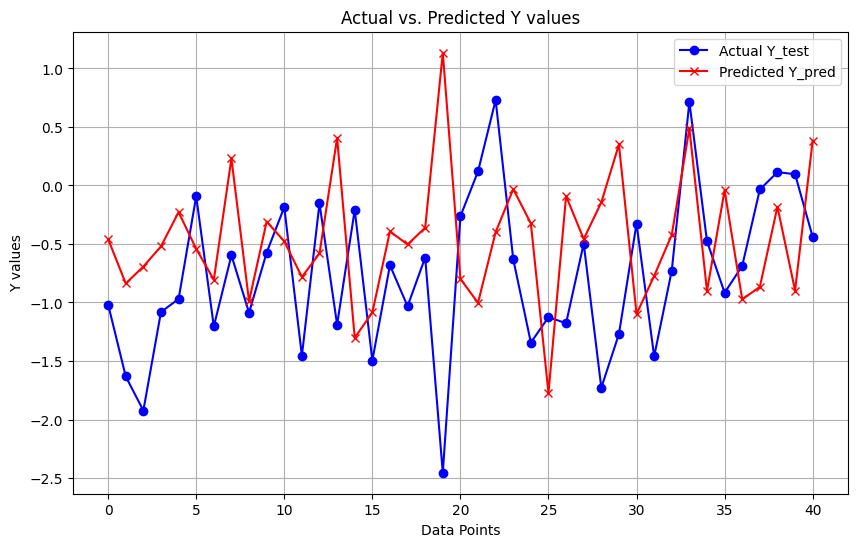 Actual vs. Predicted Y values
Actual Y_test
Predicted Y_pred
Y values
1.0
0.5
0.0
−0.5
−1.0
−1.5
−2.0
−2.5
0 5 10 15 20 25 30 35 40
Data Points